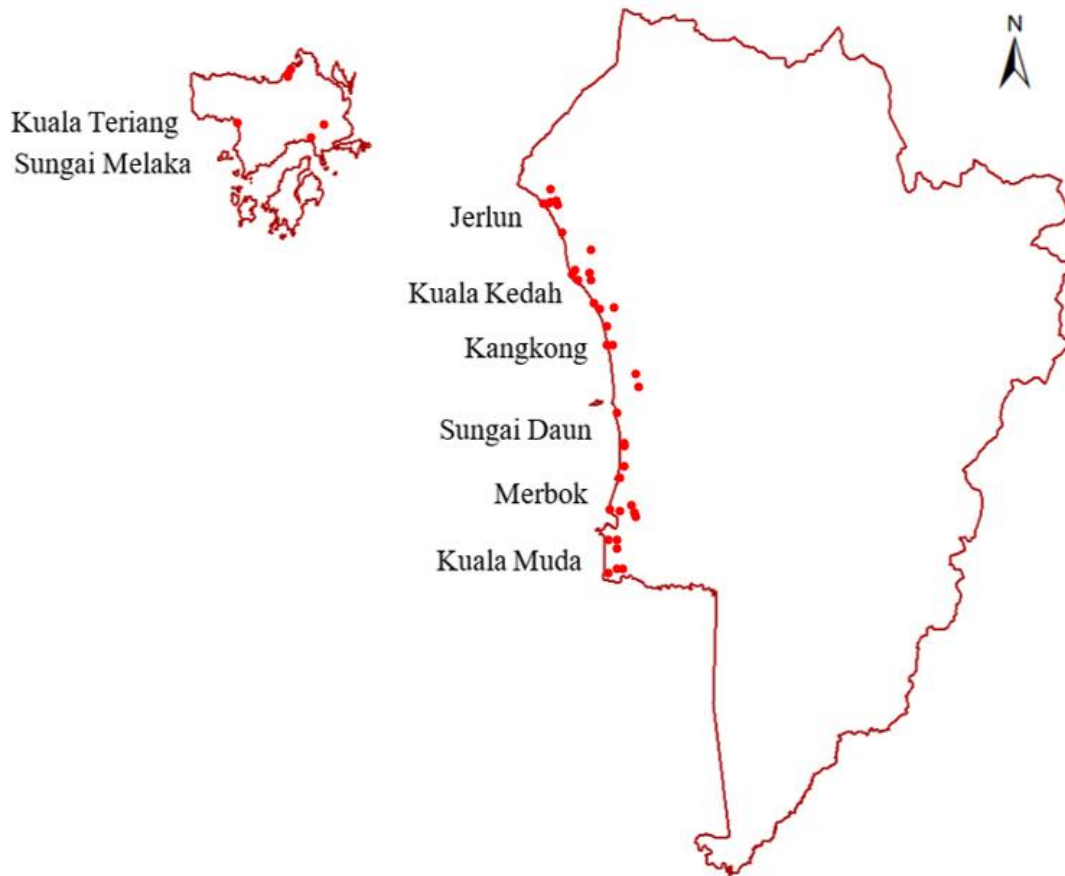 N
Kuala Teriang
Sungai Melaka
Jerlun
Kuala Kedah
Kangkong
Sungai Daun
Merbok
Kuala Muda